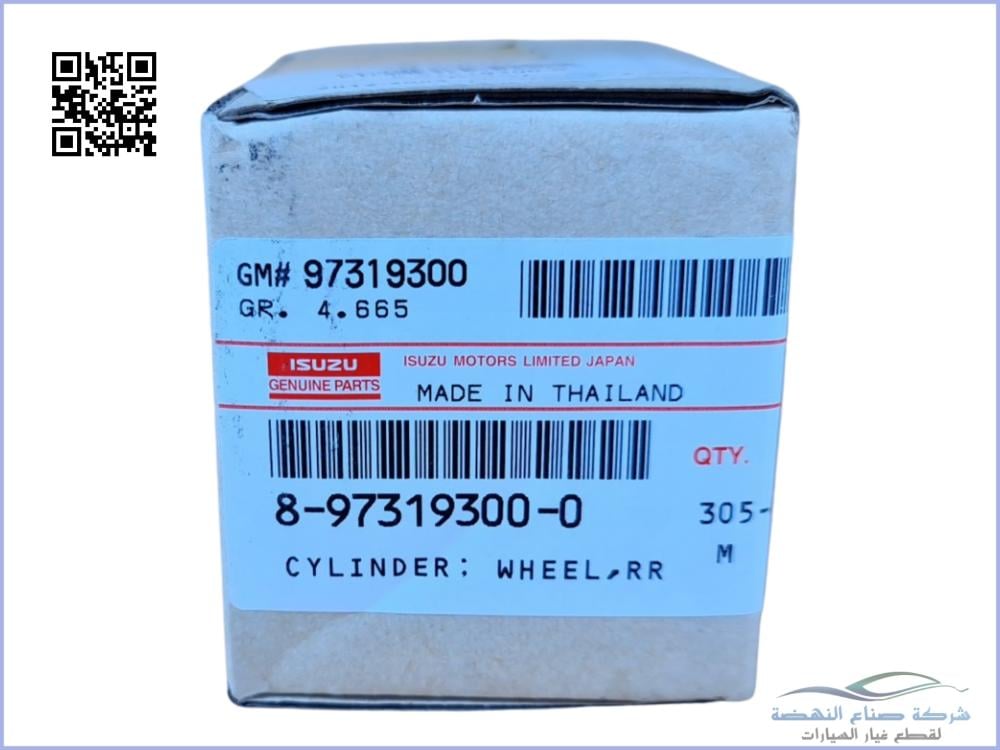 GM# 97319300
GR. 4.665
ISUZU
GENUINE PARTS
ISUZU MOTORS LIMITED JAPAN
MADE IN THAILAND
QTY.
8-97319300-0
305-
M
CYLINDER; WHEEL,RR
شركة صناع النهضة
لقطع غيار السيارات